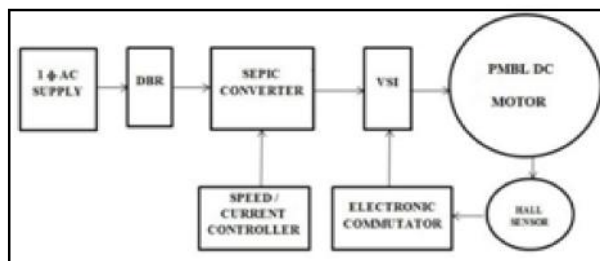 1 ϕ AC
SUPPLY
DBR
SEPIC
CONVERTER
VSI
PMBL DC
MOTOR
SPEED /
CURRENT
CONTROLLER
ELECTRONIC
COMMUTATOR
HALL
SENSOR